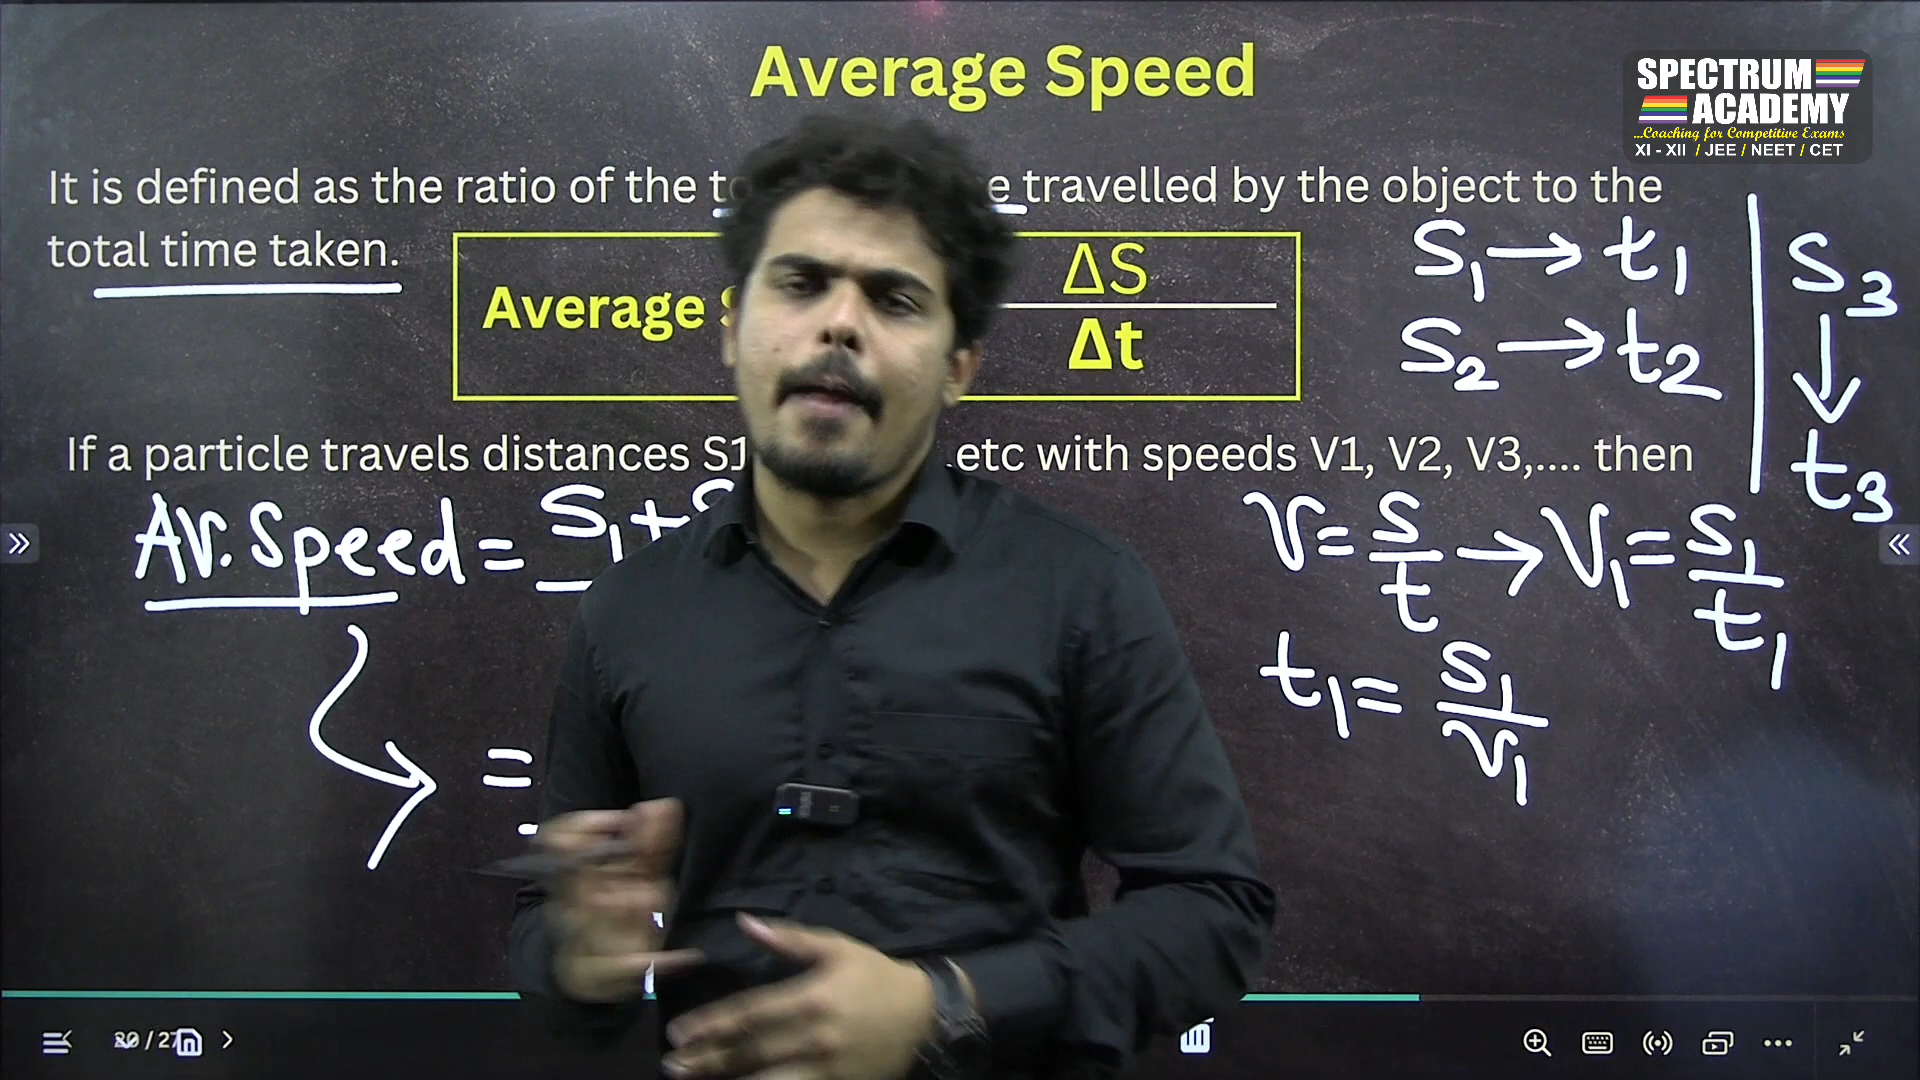 Average Speed
SPECTRUM
ACADEMY
...Coaching for Competitive Exams
XI - XII / JEE / NEET / CET
It is defined as the ratio of the travelled by the object to the
total time taken.
Average
ΔS
Δt
S1 → t1
S2 → t2
S3
↓
t3
If a particle travels distances S1 etc with speeds V1, V2, V3,.... then
Av. Speed = S1 +
V = S/t → V1 = S1/t1
t1 = S1/V1
=
/ 27